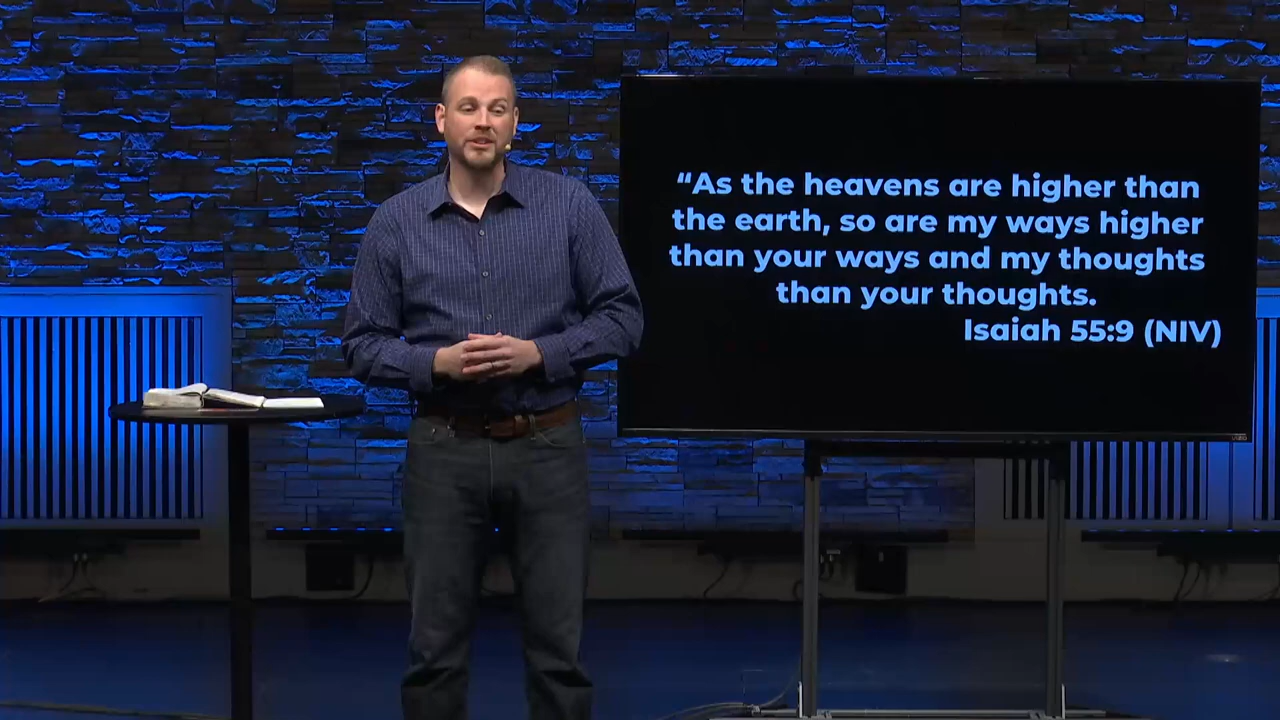 “As the heavens are higher than
the earth, so are my ways higher
than your ways and my thoughts
than your thoughts.
Isaiah 55:9 (NIV)
VIZIO